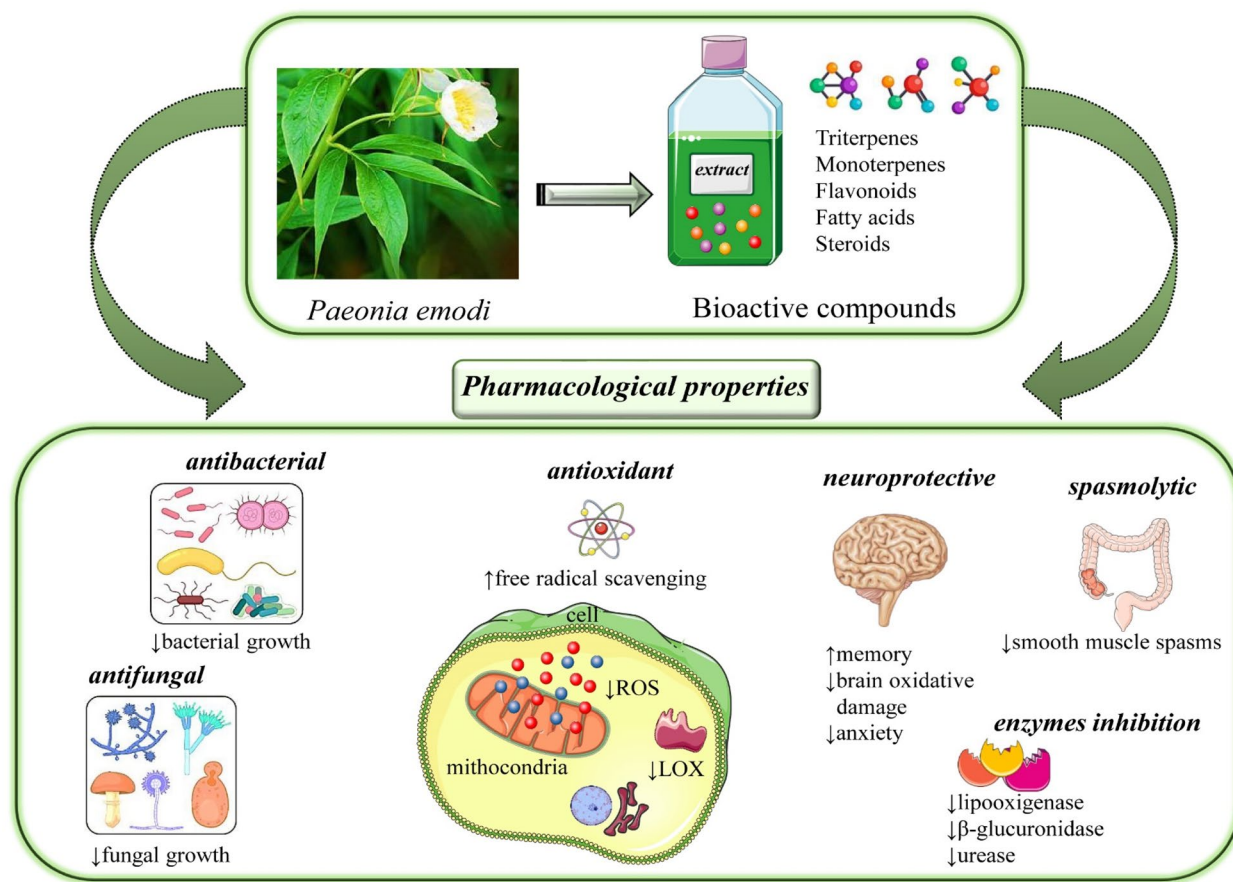 extract
Triterpenes
Monoterpenes
Flavonoids
Fatty acids
Steroids
Paeonia emodi
Bioactive compounds
Pharmacological properties
antibacterial
↓bacterial growth
antifungal
↓fungal growth
antioxidant
↑free radical scavenging
cell
↓ROS
mithocondria
↓LOX
neuroprotective
↑memory
↓brain oxidative
damage
↓anxiety
spasmolytic
↓smooth muscle spasms
enzymes inhibition
↓lipooxigenase
↓β-glucuronidase
↓urease